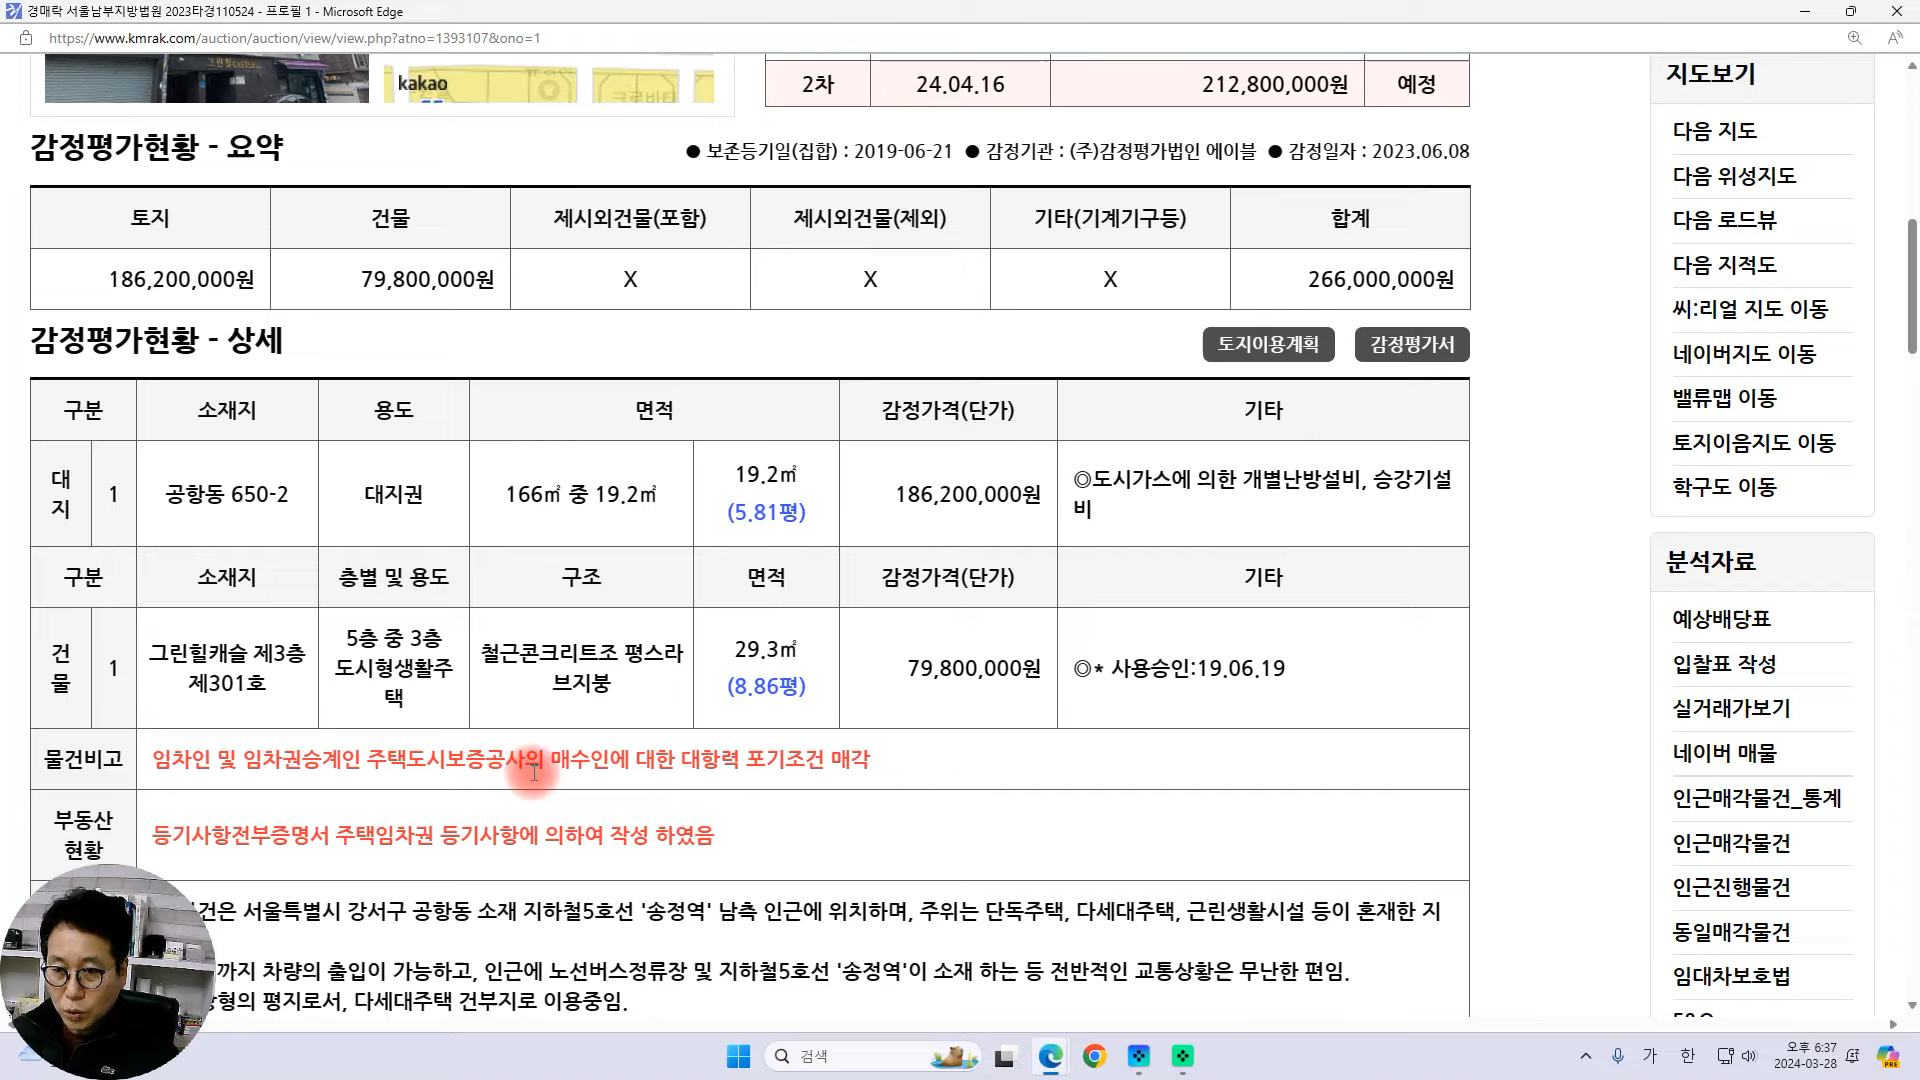 경매락 서울남부지방법원 2023타경110524 - 프로필 1 - Microsoft Edge
https://www.kmrak.com/auction/auction/view/view.php?atno=1393107&ono=1
그린힐CASTLE
kakao
2차 24.04.16 212,800,000원 예정
감정평가현황 - 요약
● 보존등기일(집합) : 2019-06-21 ● 감정기관 : (주)감정평가법인 에이블 ● 감정일자 : 2023.06.08
토지 건물 제시외건물(포함) 제시외건물(제외) 기타(기계기구등) 합계
186,200,000원 79,800,000원 X X X 266,000,000원
감정평가현황 - 상세
토지이용계획 감정평가서
구분 소재지 용도 면적 감정가격(단가) 기타
대지 1 공항동 650-2 대지권 166㎡ 중 19.2㎡ 19.2㎡ (5.81평) 186,200,000원 ◎도시가스에 의한 개별난방설비, 승강기설
비
구분 소재지 층별 및 용도 구조 면적 감정가격(단가) 기타
건물 1 그린힐캐슬 제3층 제301호 5층 중 3층 도시형생활주택 철근콘크리트조 평스라브지붕 29.3㎡ (8.86평) 79,800,000원 ◎* 사용승인:19.06.19
물건비고 임차인 및 임차권승계인 주택도시보증공사의 매수인에 대한 대항력 포기조건 매각
부동산
현황 등기사항전부증명서 주택임차권 등기사항에 의하여 작성 하였음
건은 서울특별시 강서구 공항동 소재 지하철5호선 '송정역' 남측 인근에 위치하며, 주위는 단독주택, 다세대주택, 근린생활시설 등이 혼재한 지
까지 차량의 출입이 가능하고, 인근에 노선버스정류장 및 지하철5호선 '송정역'이 소재 하는 등 전반적인 교통상황은 무난한 편임.
형의 평지로서, 다세대주택 건부지로 이용중임.
지도보기
다음 지도
다음 위성지도
다음 로드뷰
다음 지적도
씨:리얼 지도 이동
네이버지도 이동
밸류맵 이동
토지이음지도 이동
학구도 이동
분석자료
예상배당표
입찰표 작성
실거래가보기
네이버 매물
인근매각물건_통계
인근매각물건
인근진행물건
동일매각물건
임대차보호법
검색
가 한 오후 6:37
2024-03-28
PRE